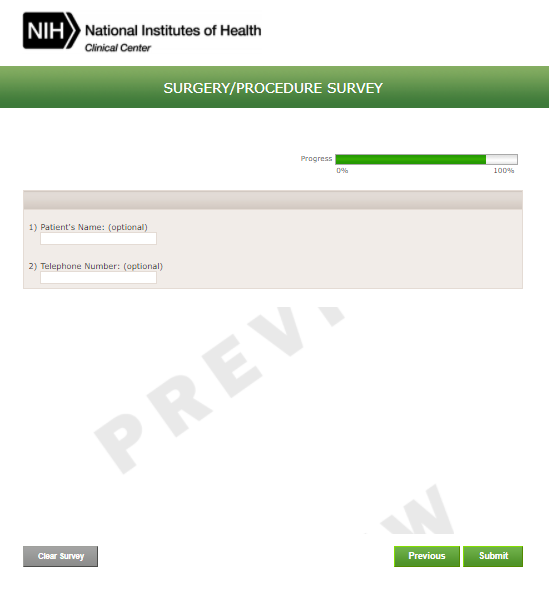 NIH National Institutes of Health
Clinical Center
SURGERY/PROCEDURE SURVEY
Progress
0% 100%
1) Patient's Name: (optional)
2) Telephone Number: (optional)
PREVI
W
Clear Survey Previous Submit